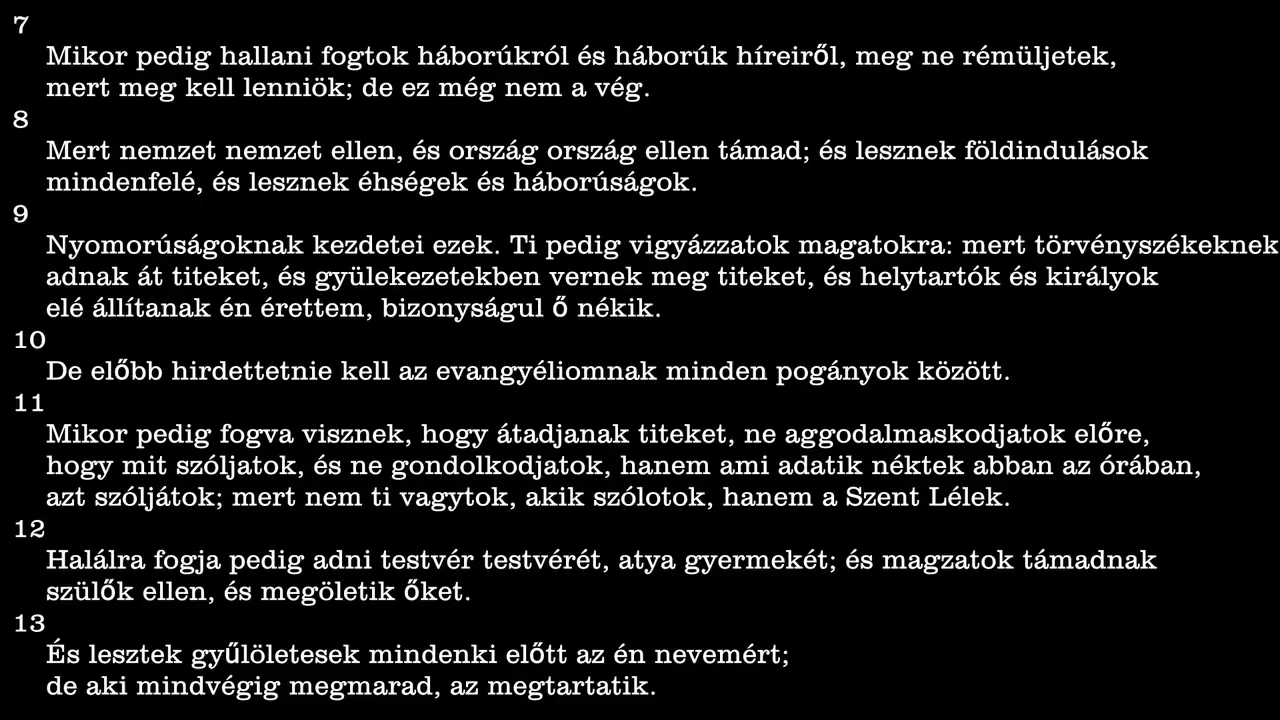 7
Mikor pedig hallani fogtok háborúkról és háborúk híreiről, meg ne rémüljetek,
mert meg kell lenniök; de ez még nem a vég.
8
Mert nemzet nemzet ellen, és ország ország ellen támad; és lesznek földindulások
mindenfelé, és lesznek éhségek és háborúságok.
9
Nyomorúságoknak kezdetei ezek. Ti pedig vigyázzatok magatokra: mert törvényszékeknek
adnak át titeket, és gyülekezetekben vernek meg titeket, és helytartók és királyok
elé állítanak én érettem, bizonyságul ő nékik.
10
De előbb hirdettetnie kell az evangyéliomnak minden pogányok között.
11
Mikor pedig fogva visznek, hogy átadjanak titeket, ne aggodalmaskodjatok előre,
hogy mit szóljatok, és ne gondolkodjatok, hanem ami adatik néktek abban az órában,
azt szóljátok; mert nem ti vagytok, akik szólotok, hanem a Szent Lélek.
12
Halálra fogja pedig adni testvér testvérét, atya gyermekét; és magzatok támadnak
szülők ellen, és megöletik őket.
13
És lesztek gyűlöletesek mindenki előtt az én nevemért;
de aki mindvégig megmarad, az megtartatik.